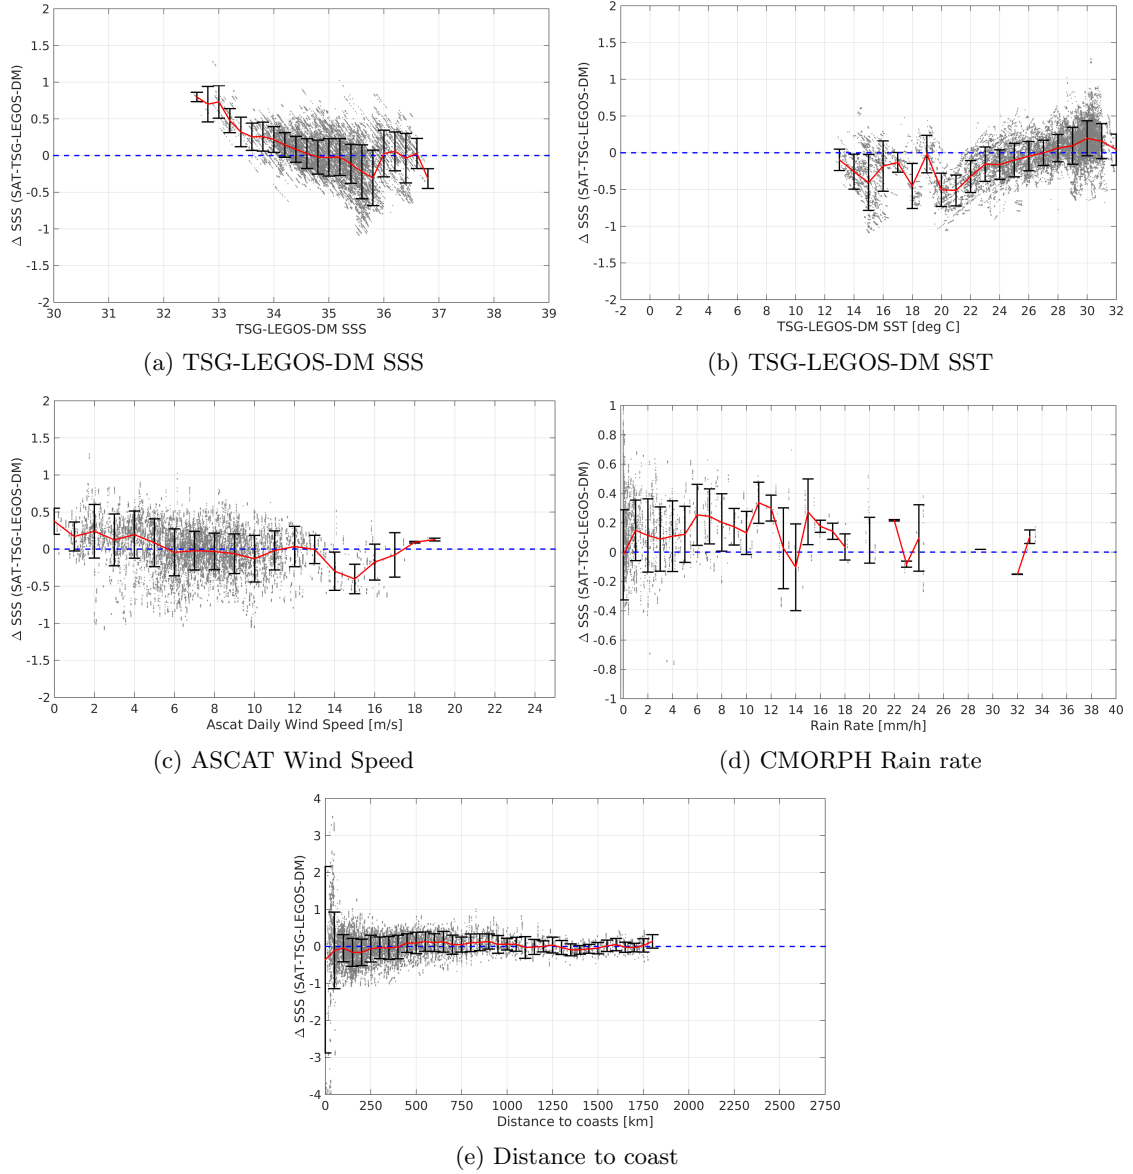 Δ SSS (SAT-TSG-LEGOS-DM)
2
1.5
1
0.5
0
-0.5
-1
-1.5
-2
30 31 32 33 34 35 36 37 38 39
TSG-LEGOS-DM SSS
(a) TSG-LEGOS-DM SSS
Δ SSS (SAT-TSG-LEGOS-DM)
2
1.5
1
0.5
0
-0.5
-1
-1.5
-2
-2 0 2 4 6 8 10 12 14 16 18 20 22 24 26 28 30 32
TSG-LEGOS-DM SST [deg C]
(b) TSG-LEGOS-DM SST
Δ SSS (SAT-TSG-LEGOS-DM)
2
1.5
1
0.5
0
-0.5
-1
-1.5
-2
0 2 4 6 8 10 12 14 16 18 20 22 24
Ascat Daily Wind Speed [m/s]
(c) ASCAT Wind Speed
Δ SSS (SAT-TSG-LEGOS-DM)
1
0.8
0.6
0.4
0.2
0
-0.2
-0.4
-0.6
-0.8
-1
0 2 4 6 8 10 12 14 16 18 20 22 24 26 28 30 32 34 36 38 40
Rain Rate [mm/h]
(d) CMORPH Rain rate
Δ SSS (SAT-TSG-LEGOS-DM)
4
3
2
1
0
-1
-2
-3
-4
0 250 500 750 1000 1250 1500 1750 2000 2250 2500 2750
Distance to coasts [km]
(e) Distance to coast